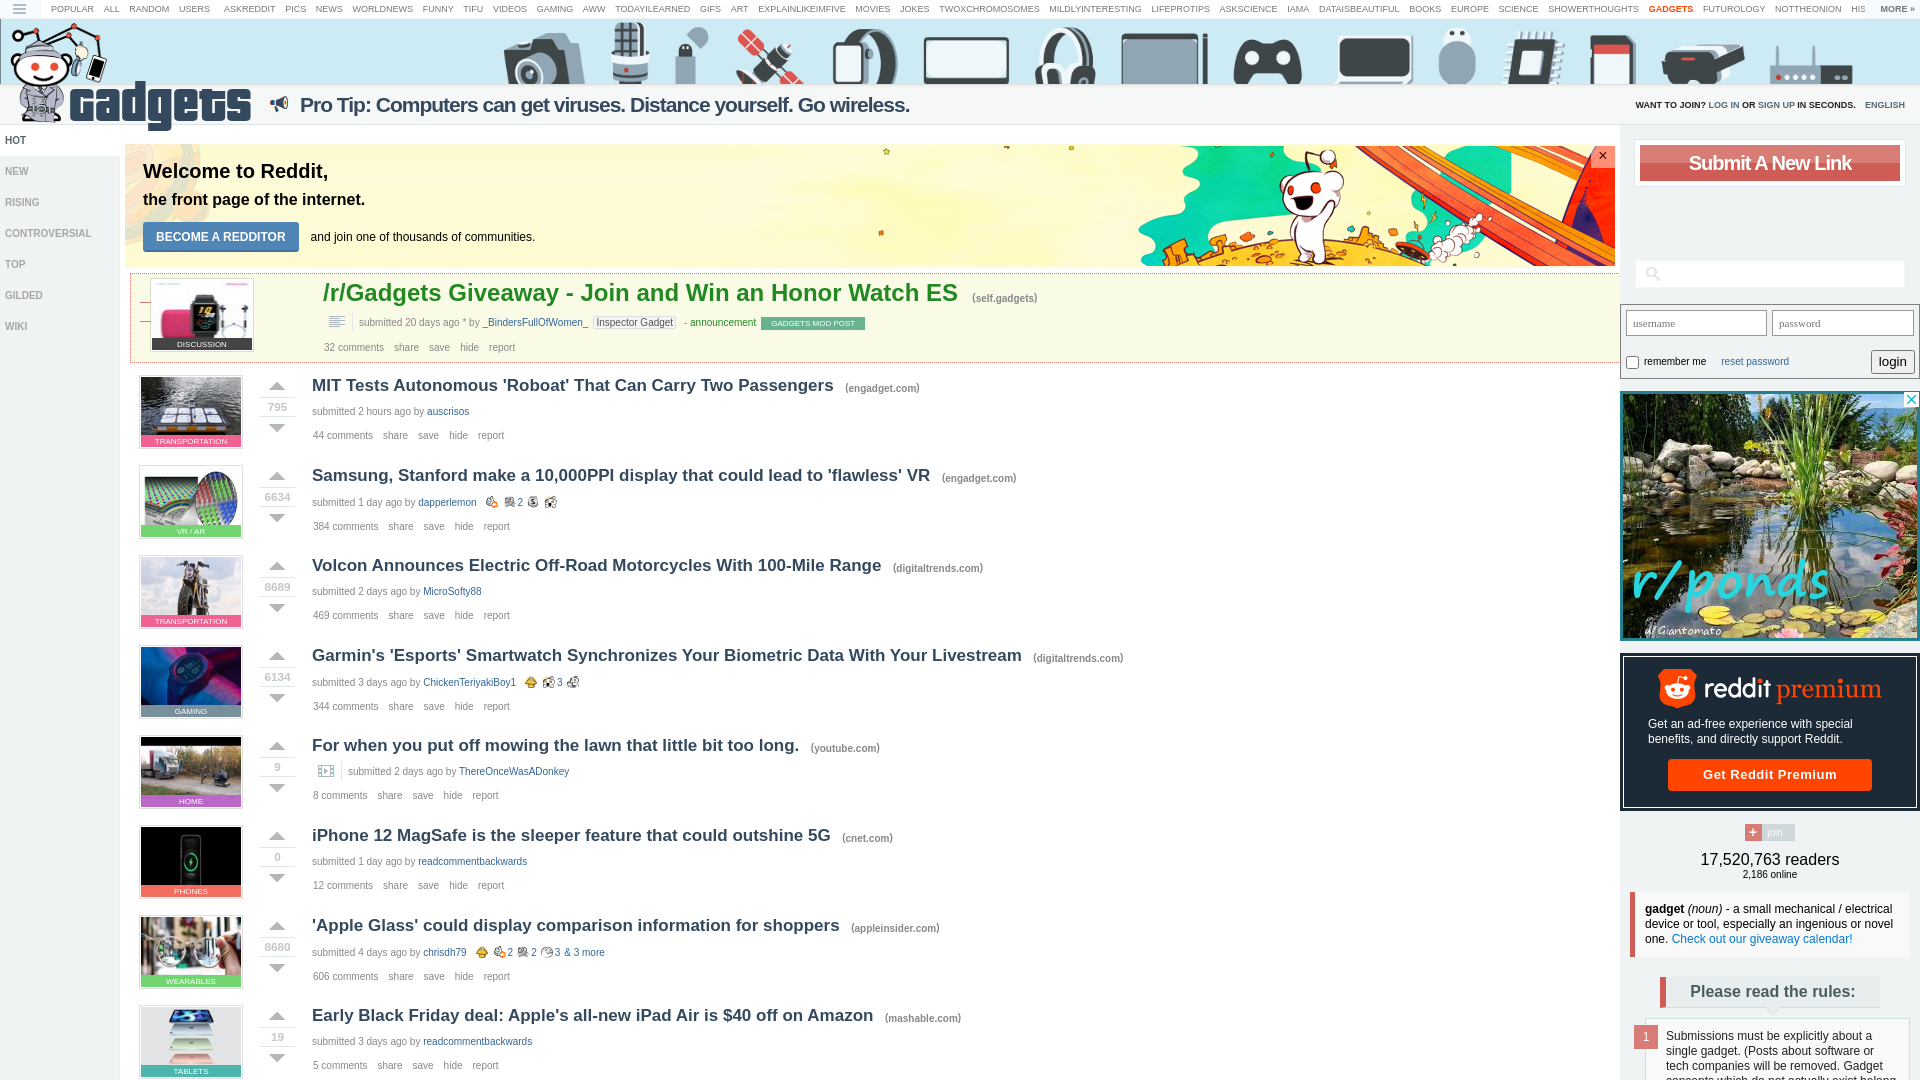 POPULAR ALL RANDOM USERS ASKREDDIT PICS NEWS WORLDNEWS FUNNY TIFU VIDEOS GAMING AWW TODAYILEARNED GIFS ART EXPLAINLIKEIMFIVE MOVIES JOKES TWOXCHROMOSOMES MILDLYINTERESTING LIFEPROTIPS ASKSCIENCE IAMA DATAISBEAUTIFUL BOOKS EUROPE SCIENCE SHOWERTHOUGHTS GADGETS FUTUROLOGY NOTTHEONION HIS MORE »
Gadgets
Pro Tip: Computers can get viruses. Distance yourself. Go wireless.
WANT TO JOIN? LOG IN OR SIGN UP IN SECONDS. ENGLISH
HOT
NEW
RISING
CONTROVERSIAL
TOP
GILDED
WIKI
Welcome to Reddit,
the front page of the internet.
BECOME A REDDITOR and join one of thousands of communities.
×
DISCUSSION
/r/Gadgets Giveaway - Join and Win an Honor Watch ES (self.gadgets)
submitted 20 days ago * by _BindersFullOfWomen_ Inspector Gadget - announcement GADGETS MOD POST
32 comments share save hide report
TRANSPORTATION
795
MIT Tests Autonomous 'Roboat' That Can Carry Two Passengers (engadget.com)
submitted 2 hours ago by auscrisos
44 comments share save hide report
VR / AR
6634
Samsung, Stanford make a 10,000PPI display that could lead to 'flawless' VR (engadget.com)
submitted 1 day ago by dapperlemon 2
384 comments share save hide report
TRANSPORTATION
8689
Volcon Announces Electric Off-Road Motorcycles With 100-Mile Range (digitaltrends.com)
submitted 2 days ago by MicroSofty88
469 comments share save hide report
GAMING
6134
Garmin's 'Esports' Smartwatch Synchronizes Your Biometric Data With Your Livestream (digitaltrends.com)
submitted 3 days ago by ChickenTeriyakiBoy1 3
344 comments share save hide report
HOME
9
For when you put off mowing the lawn that little bit too long. (youtube.com)
submitted 2 days ago by ThereOnceWasADonkey
8 comments share save hide report
PHONES
0
iPhone 12 MagSafe is the sleeper feature that could outshine 5G (cnet.com)
submitted 1 day ago by readcommentbackwards
12 comments share save hide report
WEARABLES
8680
'Apple Glass' could display comparison information for shoppers (appleinsider.com)
submitted 4 days ago by chrisdh79 2 2 3 & 3 more
606 comments share save hide report
TABLETS
19
Early Black Friday deal: Apple's all-new iPad Air is $40 off on Amazon (mashable.com)
submitted 3 days ago by readcommentbackwards
5 comments share save hide report
Submit A New Link
username password
remember me reset password login
r/ponds
d/Giantomato
reddit premium
Get an ad-free experience with special
benefits, and directly support Reddit.
Get Reddit Premium
+ join
17,520,763 readers
2,186 online
gadget (noun) - a small mechanical / electrical
device or tool, especially an ingenious or novel
one. Check out our giveaway calendar!
Please read the rules:
1 Submissions must be explicitly about a
single gadget. (Posts about software or
tech companies will be removed. Gadget
concepts which do not actually exist belong